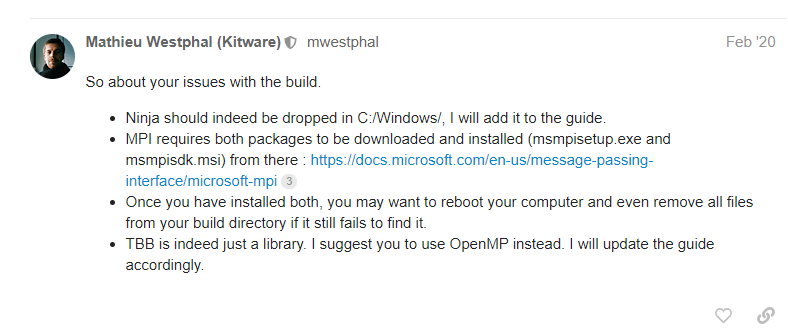 Mathieu Westphal (Kitware) mwestphal Feb '20
So about your issues with the build.
• Ninja should indeed be dropped in C:/Windows/, I will add it to the guide.
• MPI requires both packages to be downloaded and installed (msmpisetup.exe and
msmpisdk.msi) from there : https://docs.microsoft.com/en-us/message-passing-
interface/microsoft-mpi 3
• Once you have installed both, you may want to reboot your computer and even remove all files
from your build directory if it still fails to find it.
• TBB is indeed just a library. I suggest you to use OpenMP instead. I will update the guide
accordingly.